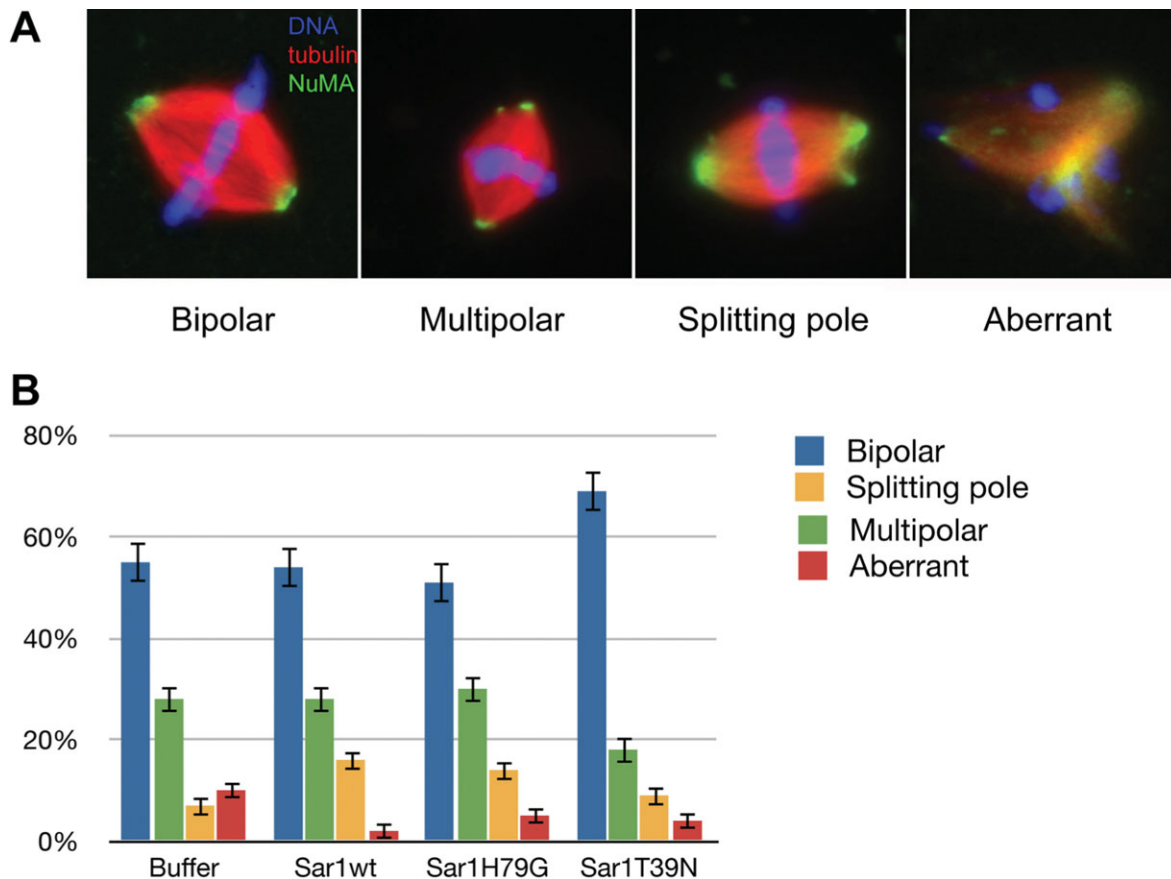 A
DNA
tubulin
NuMA
Bipolar
Multipolar
Splitting pole
Aberrant
B
80%
60%
40%
20%
0%
Buffer
Sar1wt
Sar1H79G
Sar1T39N
Bipolar
Splitting pole
Multipolar
Aberrant